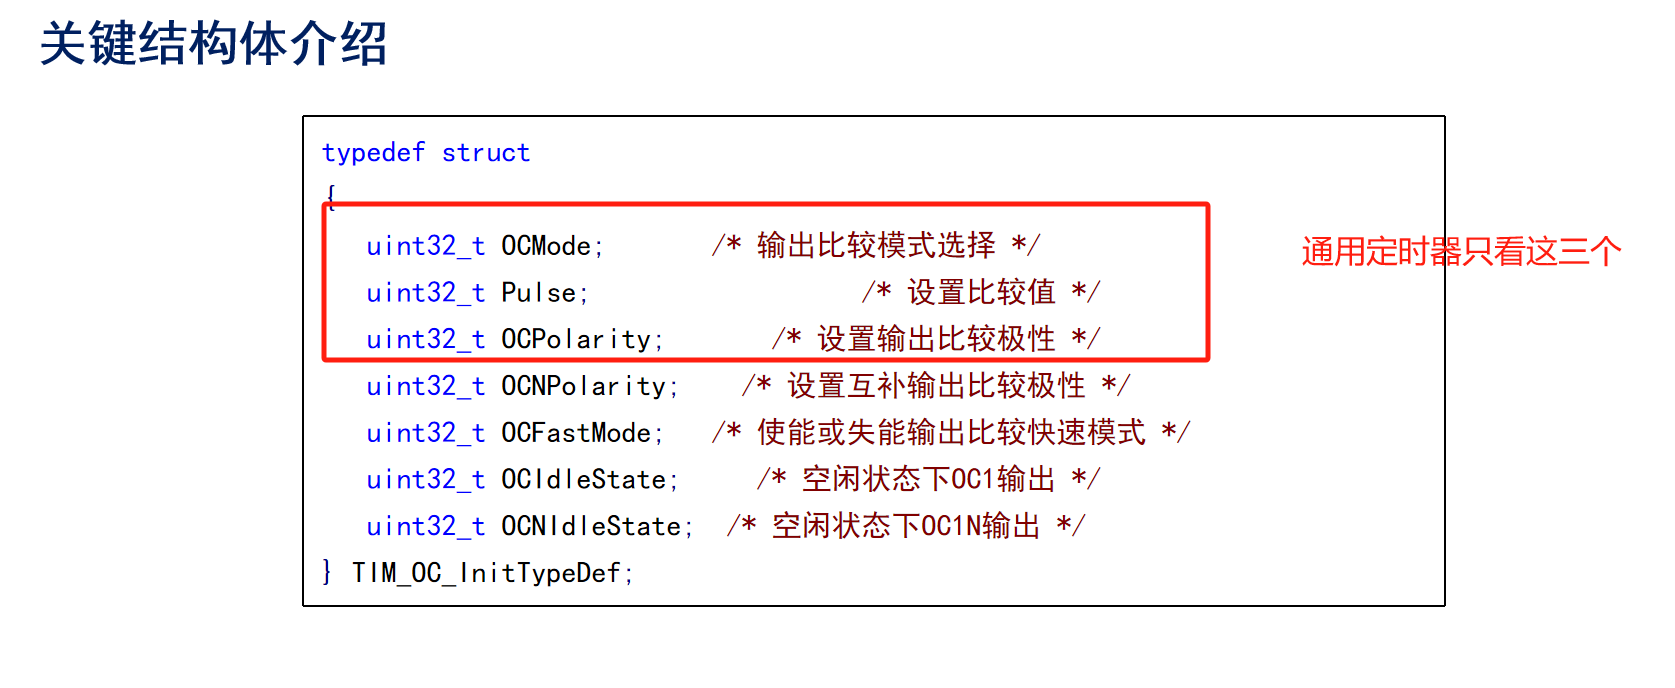 关键结构体介绍
typedef struct
{
uint32_t OCMode; /* 输出比较模式选择 */
通用定时器只看这三个
uint32_t Pulse; /* 设置比较值 */
uint32_t OCPolarity; /* 设置输出比较极性 */
uint32_t OCNPolarity; /* 设置互补输出比较极性 */
uint32_t OCFastMode; /* 使能或失能输出比较快速模式 */
uint32_t OCIdleState; /* 空闲状态下OC1输出 */
uint32_t OCNIdleState; /* 空闲状态下OC1N输出 */
} TIM_OC_InitTypeDef;